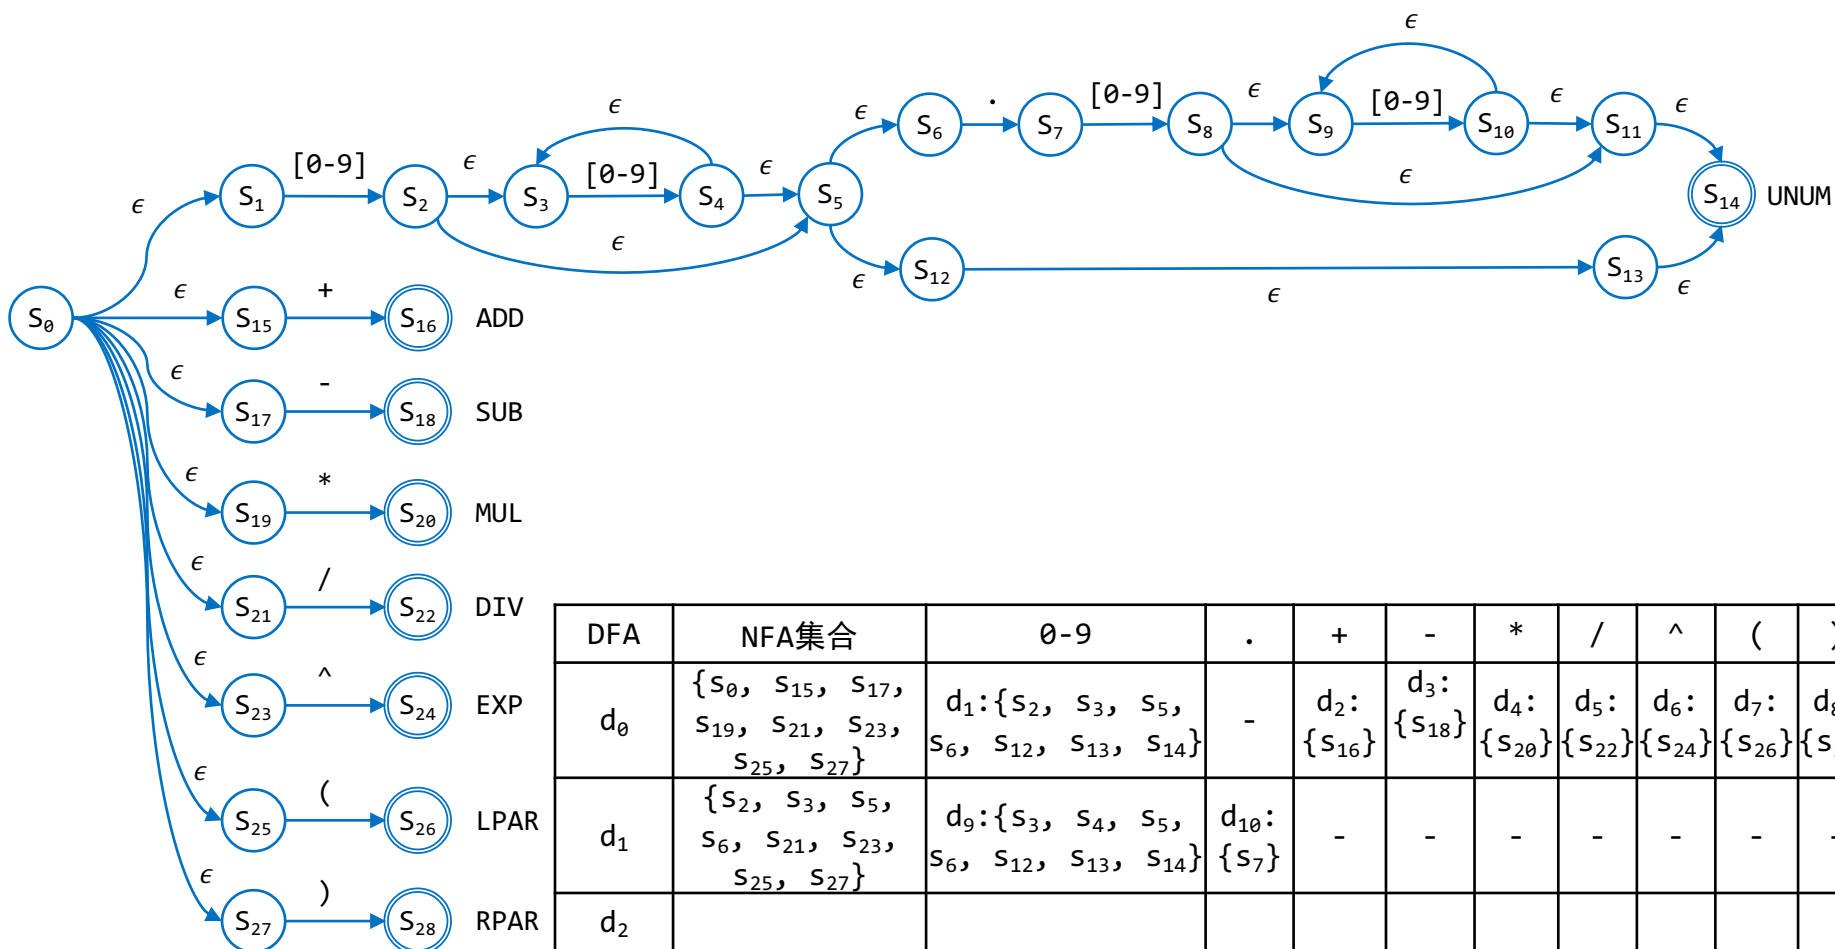 ϵ
ϵ . [0-9] ϵ [0-9] ϵ ϵ
S₆ S₇ S₈ S₉ S₁₀ S₁₁
ϵ
[0-9] ϵ [0-9] ϵ ϵ
S₁ S₂ S₃ S₄ S₅ ϵ S₁₄ UNUM
ϵ ϵ
ϵ S₁₂ ϵ S₁₃ ϵ
S₀ ϵ S₁₅ + S₁₆ ADD
ϵ S₁₇ - S₁₈ SUB
ϵ S₁₉ * S₂₀ MUL
ϵ S₂₁ / S₂₂ DIV
ϵ S₂₃ ^ S₂₄ EXP
ϵ S₂₅ ( S₂₆ LPAR
ϵ S₂₇ ) S₂₈ RPAR
DFA NFA集合 0-9 . + - * / ^ ( )
d₀
{s₀, s₁₅, s₁₇,
s₁₉, s₂₁, s₂₃,
s₂₅, s₂₇}
d₁:{s₂, s₃, s₅,
s₆, s₁₂, s₁₃, s₁₄}
-
d₂:
{s₁₆}
d₃:
{s₁₈}
d₄:
{s₂₀}
d₅:
{s₂₂}
d₆:
{s₂₄}
d₇:
{s₂₆}
d₁
{s₂, s₃, s₅,
s₆, s₂₁, s₂₃,
s₂₅, s₂₇}
d₉:{s₃, s₄, s₅,
s₆, s₁₂, s₁₃, s₁₄}
d₁₀:
{s₇}
- - - - - - -
d₂